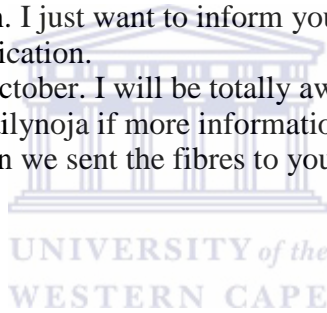 n. I just want to inform you
ication.
ctober. I will be totally aw
ilynoja if more informatio
n we sent the fibres to you
UNIVERSITY of the
WESTERN CAPE